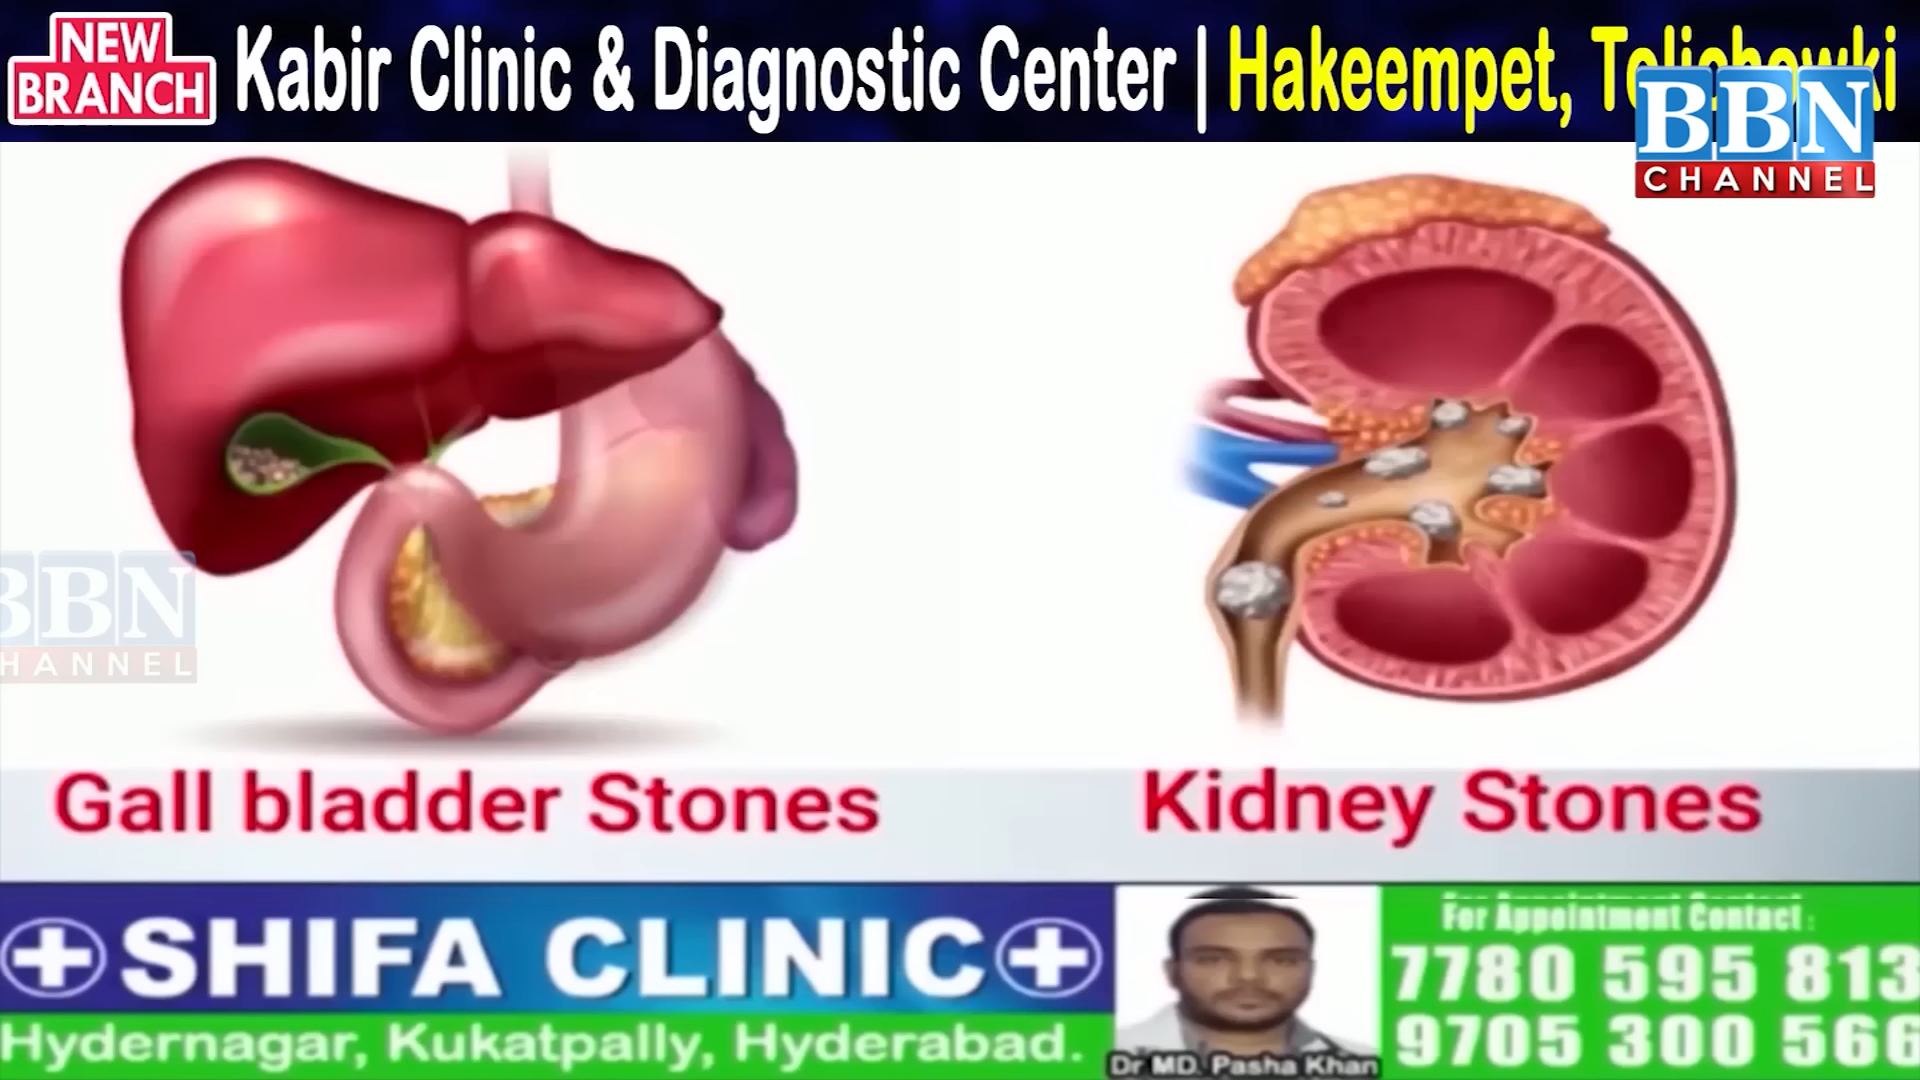 NEW
BRANCH
Kabir Clinic & Diagnostic Center | Hakeempet,
BBN
CHANNEL
BBN
HANNEL
Gall bladder Stones
Kidney Stones
SHIFA CLINIC
Hydernagar, Kukatpally, Hyderabad.
Dr MD. Pasha Khan
For Appointment Contact :
7780 595 813
9705 300 566